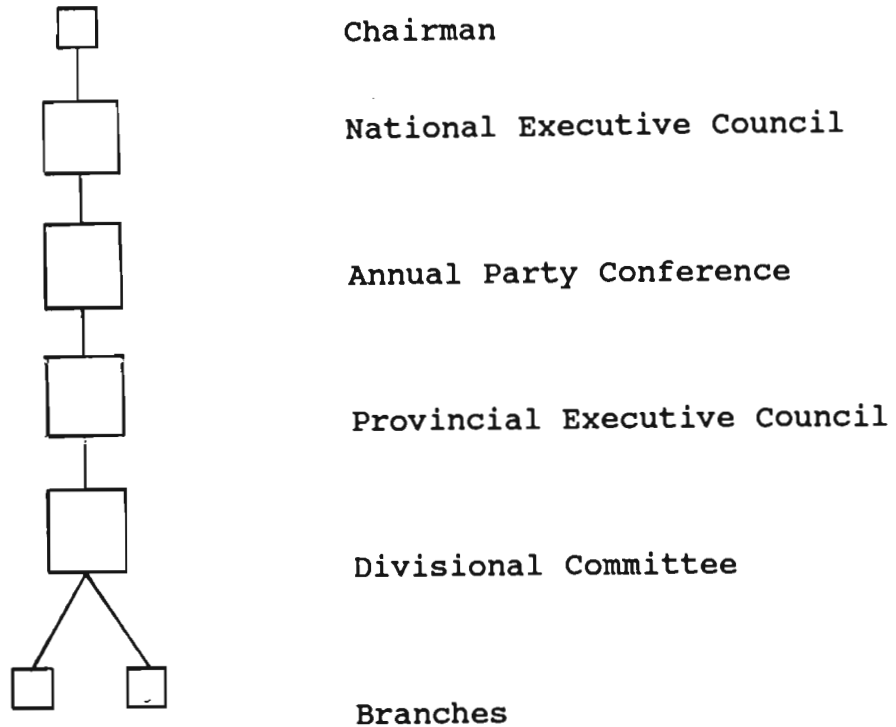 Chairman
National Executive Council
Annual Party Conference
Provincial Executive Council
Divisional Committee
Branches